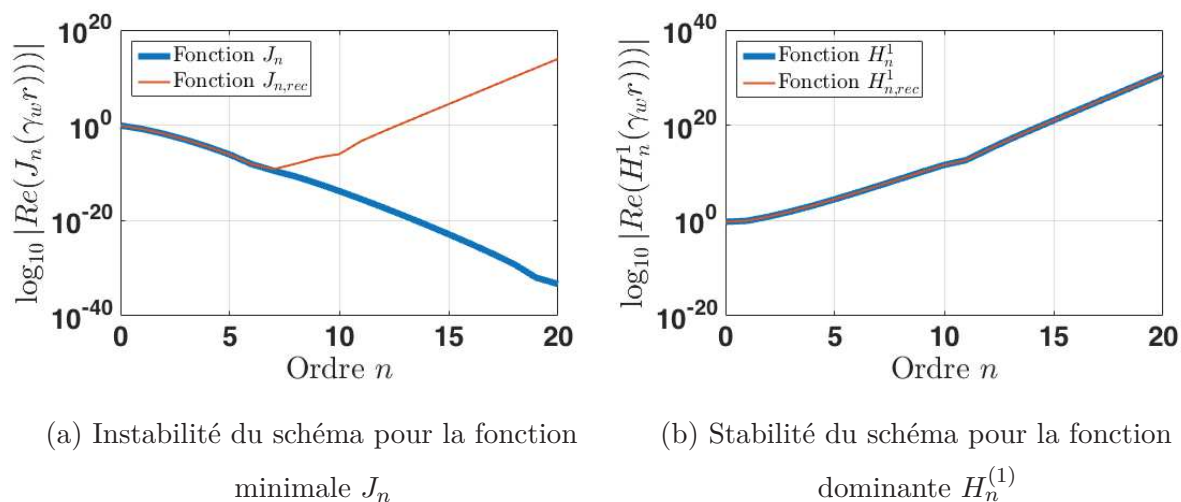 10^20
10^0
10^-20
10^-40
log_10 |Re(J_n(γ_w r))))|
Fonction J_n
Fonction J_{n,rec}
0 5 10 15 20
Ordre n
10^40
10^20
10^0
10^-20
log_10 |Re(H_n^1(γ_w r))))|
Fonction H_n^1
Fonction H_{n,rec}^1
0 5 10 15 20
Ordre n
(a) Instabilité du schéma pour la fonction
minimale J_n
(b) Stabilité du schéma pour la fonction
dominante H_n^{(1)}